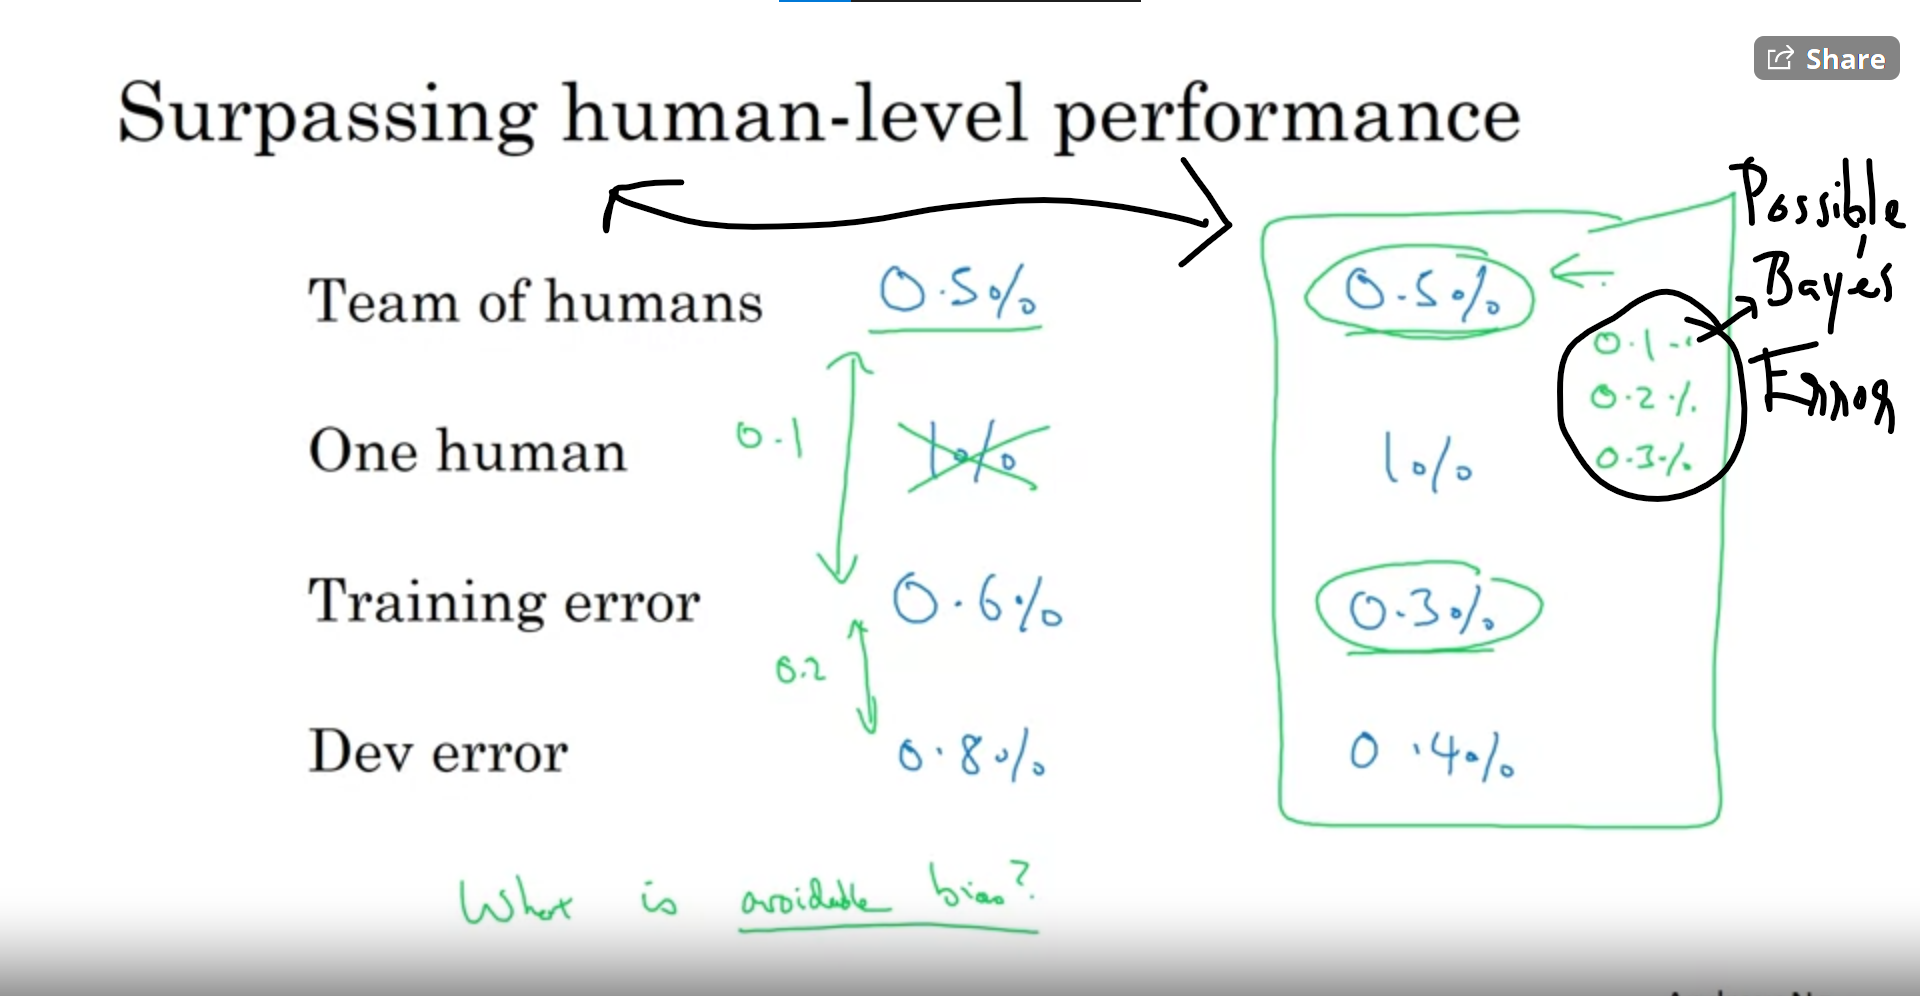 Share
Surpassing human-level performance
Possible
Bayes
Error
Team of humans 0.5% 0.5%
0.1
0.2%
0.3%
One human 0.1 1% 1%
Training error 0.6% 0.3%
0.2
Dev error 0.8% 0.4%
What is avoidable bias?